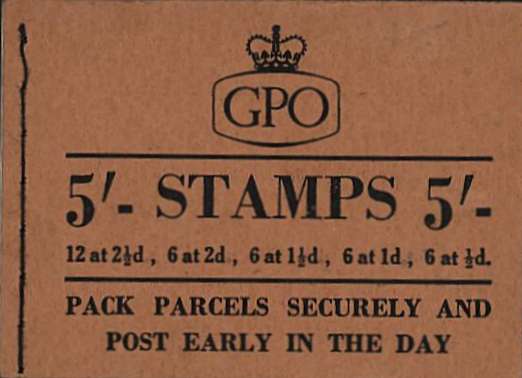 GPO
5'- STAMPS 5'-
12 at 2½d, 6 at 2d, 6 at 1½d, 6 at 1d, 6 at ½d.
PACK PARCELS SECURELY AND
POST EARLY IN THE DAY